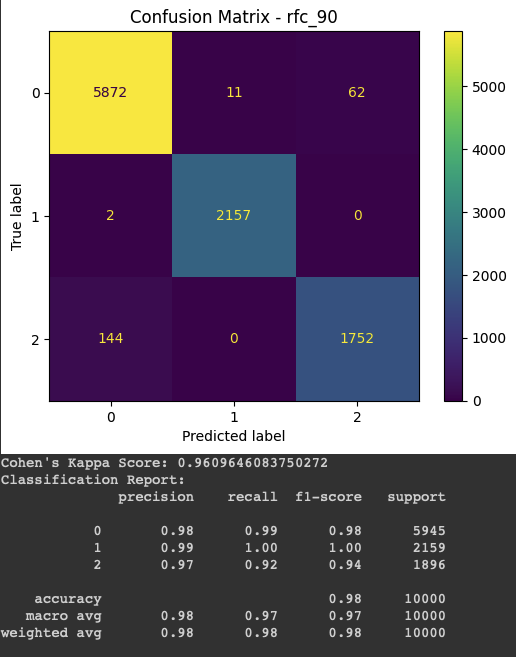 Confusion Matrix - rfc_90
0 5872 11 62
1 2 2157 0
2 144 0 1752
0 1 2
True label
Predicted label
5000
4000
3000
2000
1000
0
Cohen's Kappa Score: 0.9609646083750272
Classification Report:
precision recall f1-score support
0 0.98 0.99 0.98 5945
1 0.99 1.00 1.00 2159
2 0.97 0.92 0.94 1896
accuracy 0.98 10000
macro avg 0.98 0.97 0.97 10000
weighted avg 0.98 0.98 0.98 10000